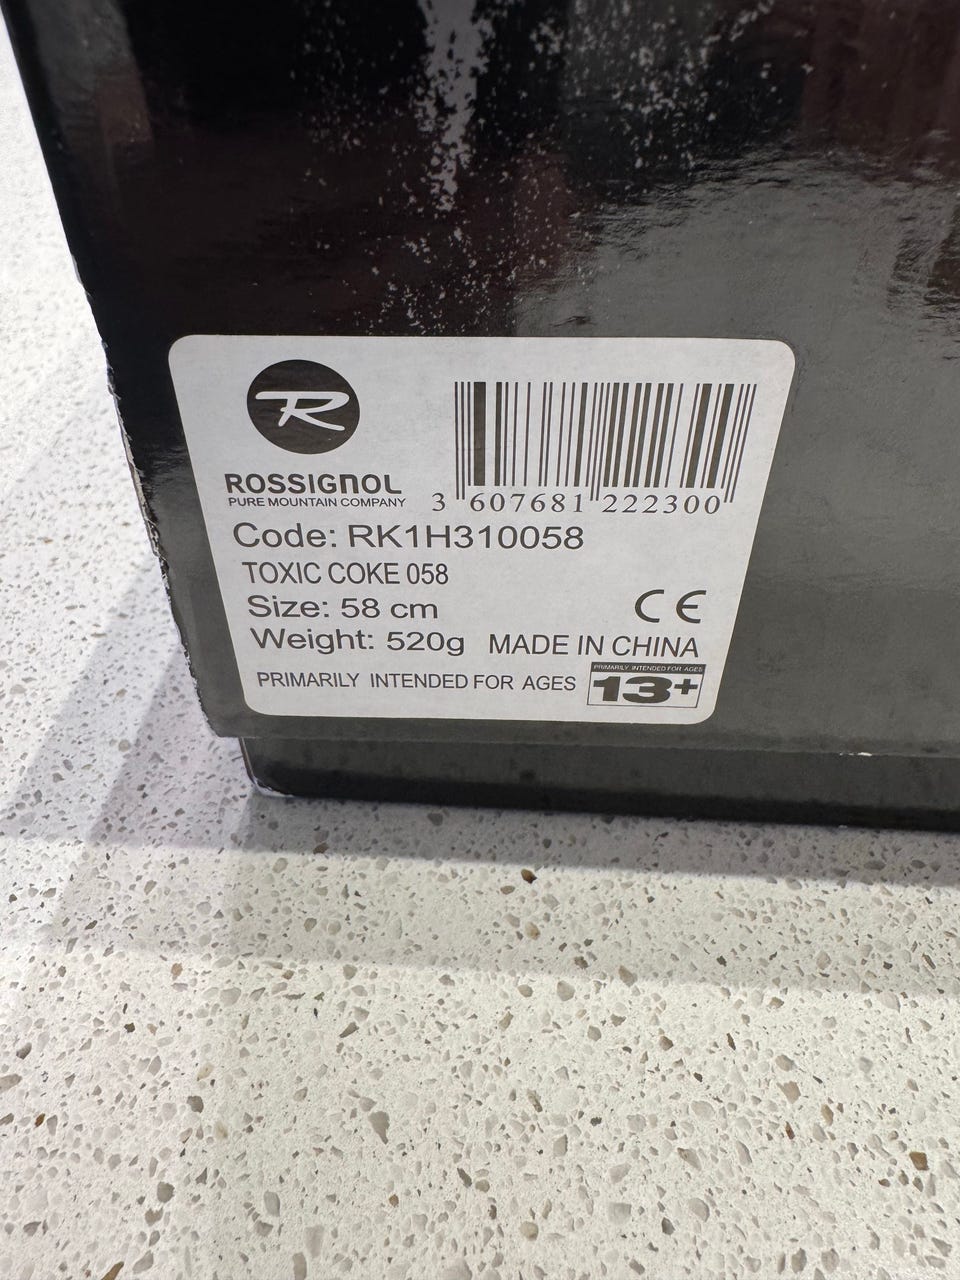 R
ROSSIGNOL
PURE MOUNTAIN COMPANY
3 607681 222300
Code: RK1H310058
TOXIC COKE 058
Size: 58 cm
CE
Weight: 520g MADE IN CHINA
PRIMARILY INTENDED FOR AGES
PRIMARILY INTENDED FOR AGES
13+